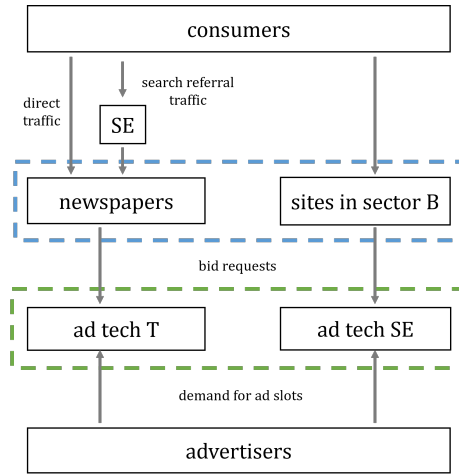 consumers
search referral
traffic
direct
traffic
SE
newspapers
sites in sector B
bid requests
ad tech T
ad tech SE
demand for ad slots
advertisers